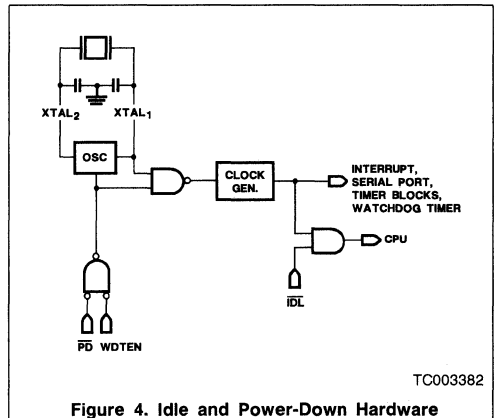 XTAL2 XTAL1
OSC
CLOCK
GEN.
INTERRUPT,
SERIAL PORT,
TIMER BLOCKS,
WATCHDOG TIMER
CPU
IDL
PD WDTEN
TC003382
Figure 4. Idle and Power-Down Hardware